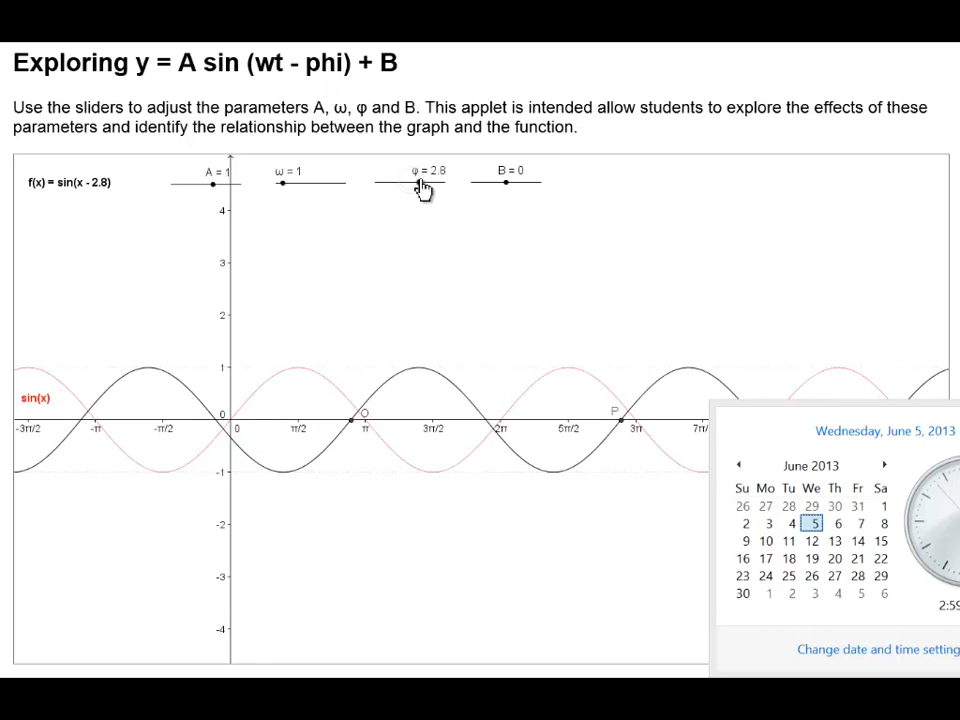 Exploring y = A sin (wt - phi) + B
Use the sliders to adjust the parameters A, ω, φ and B. This applet is intended allow students to explore the effects of these
parameters and identify the relationship between the graph and the function.
f(x) = sin(x - 2.8)
A = 1
ω = 1
φ = 2.8
B = 0
4
3
2
1
0
-1
-2
-3
-4
sin(x)
O
P
-3π/2 -π -π/2 0 π/2 π 3π/2 2π 5π/2 3π 7π/
Wednesday, June 5, 2013
June 2013
Su Mo Tu We Th Fr Sa
26 27 28 29 30 31 1
2 3 4 5 6 7 8
9 10 11 12 13 14 15
16 17 18 19 20 21 22
23 24 25 26 27 28 29
30 1 2 3 4 5 6
2:59
Change date and time setting